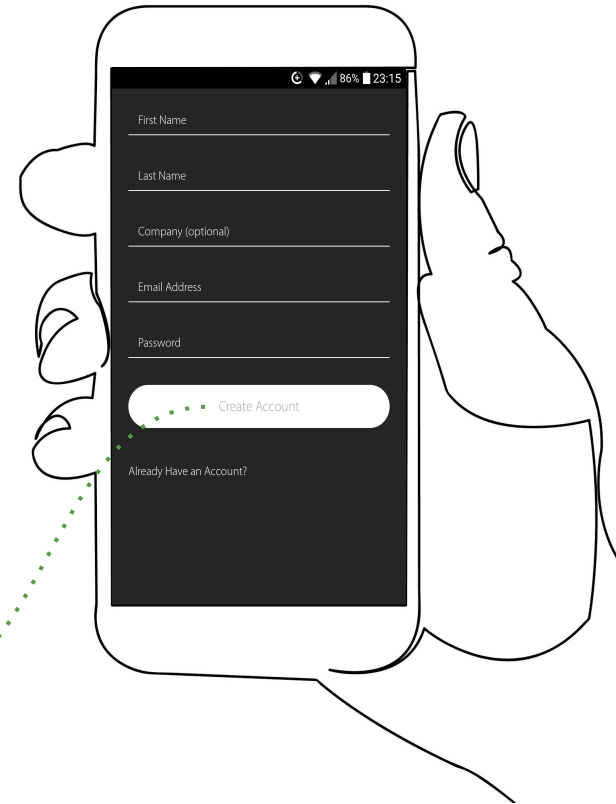 86% 23:15
First Name
Last Name
Company (optional)
Email Address
Password
Create Account
Already Have an Account?